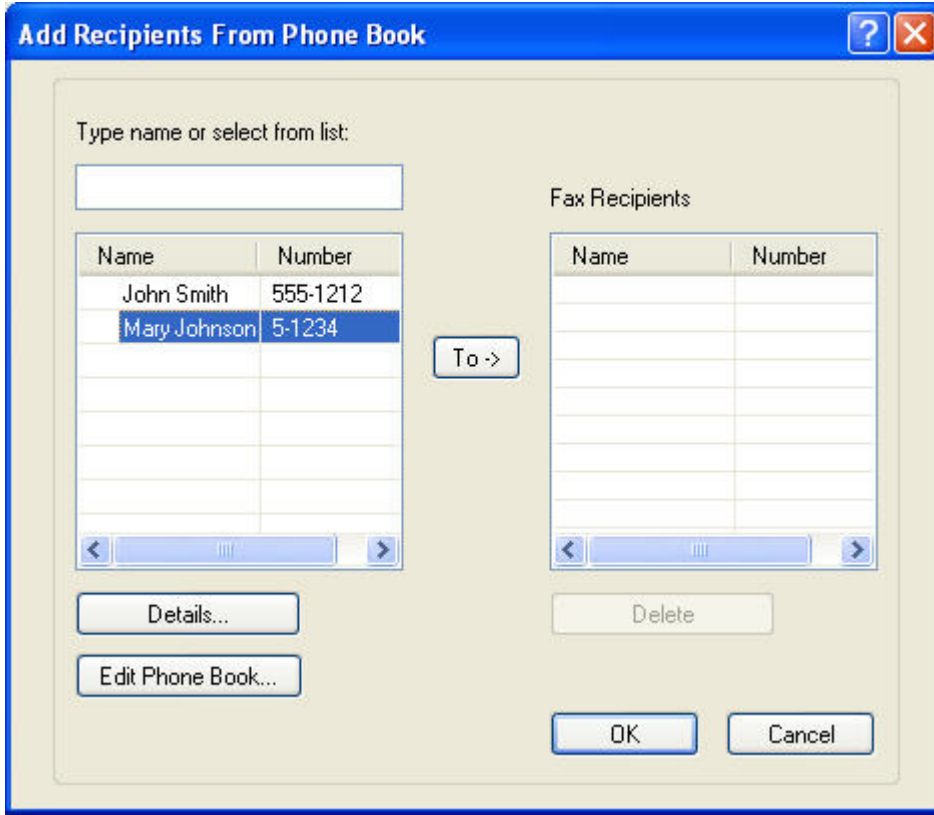 Add Recipients From Phone Book
Type name or select from list:
Fax Recipients
Name Number
John Smith 555-1212
Mary Johnson 5-1234
To ->
Name Number
Details...
Delete
Edit Phone Book...
OK Cancel